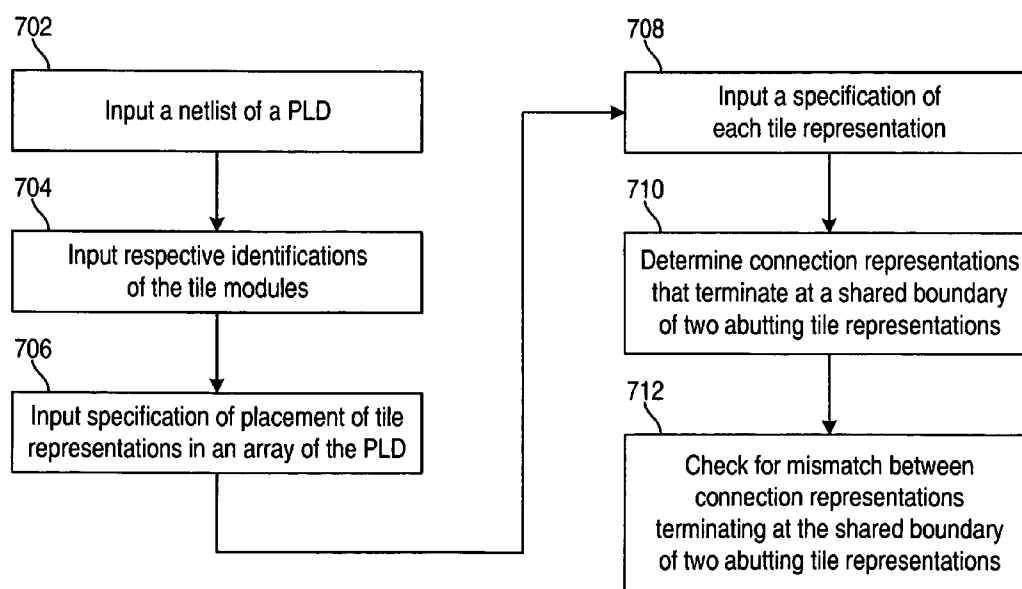 702
Input a netlist of a PLD
704
Input respective identifications
of the tile modules
706
Input specification of placement of tile
representations in an array of the PLD
708
Input a specification of
each tile representation
710
Determine connection representations
that terminate at a shared boundary
of two abutting tile representations
712
Check for mismatch between
connection representations
terminating at the shared boundary
of two abutting tile representations